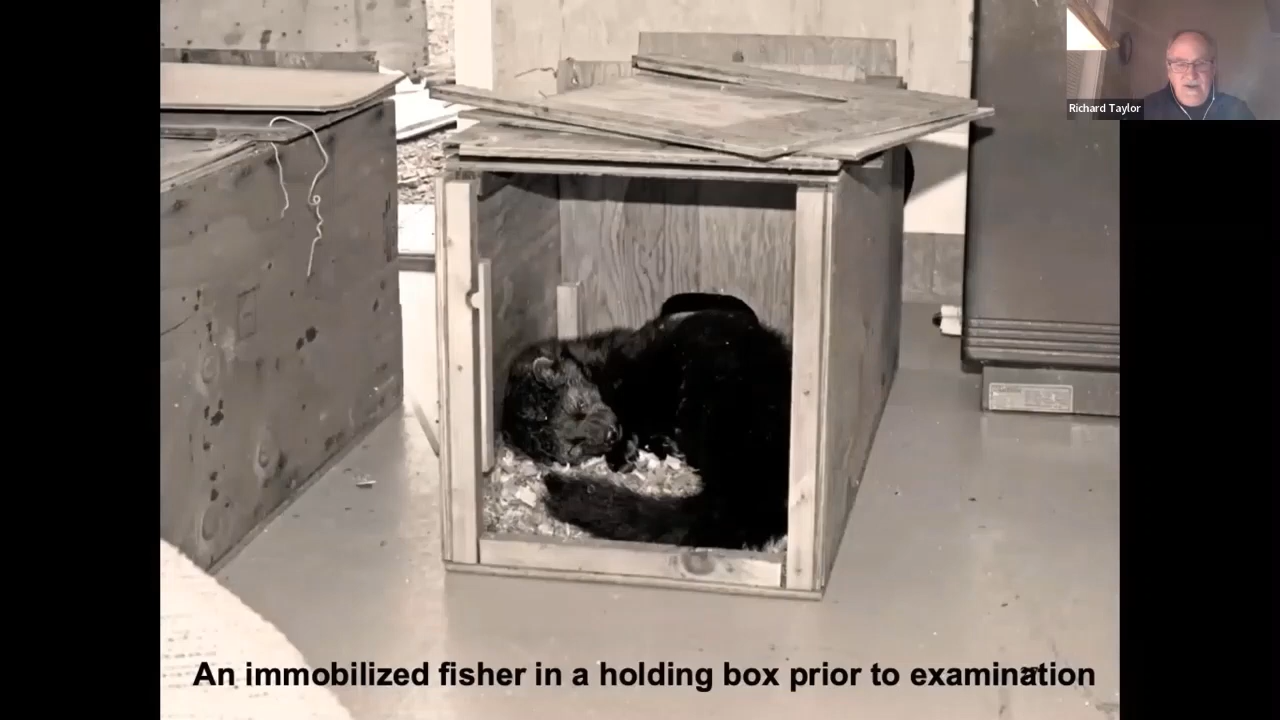 Richard Taylor
An immobilized fisher in a holding box prior to examination